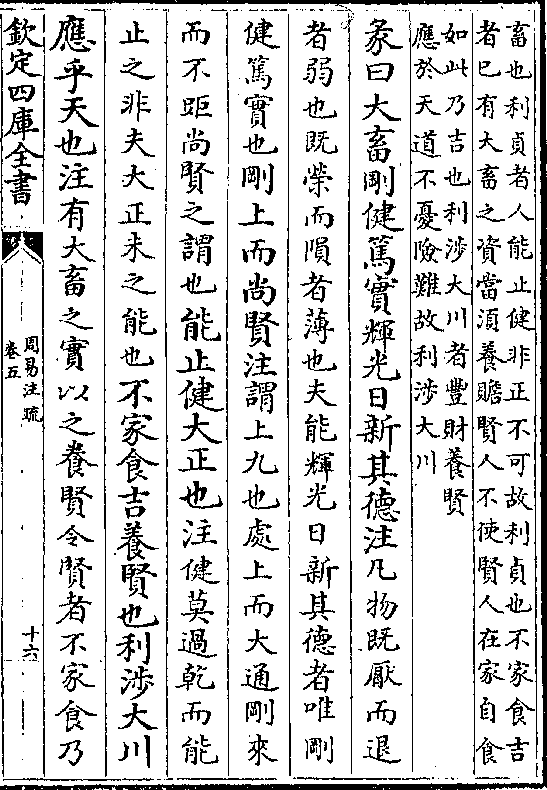 畜也利貞者人能止健非正不可故利貞也不家食吉
者已有大畜之資當須養贍賢人不使賢人在家自食
如此乃吉也利涉大川者豐財養賢
應於天道不憂險難故利涉大川
彖曰大畜剛健篤實輝光日新其德注凡物既厭而退
者弱也既榮而隕者薄也夫能輝光日新其德者唯剛
健篤實也剛上而尚賢注謂上九也處上而大通剛來
而不距尚賢之謂也能止健大正也注健莫過乾而能
止之非夫大正未之能也不家食吉養賢也利涉大川
應乎天也注有大畜之實以之養賢令賢者不家食乃
欽定四庫全書
周易注疏
卷五
十六